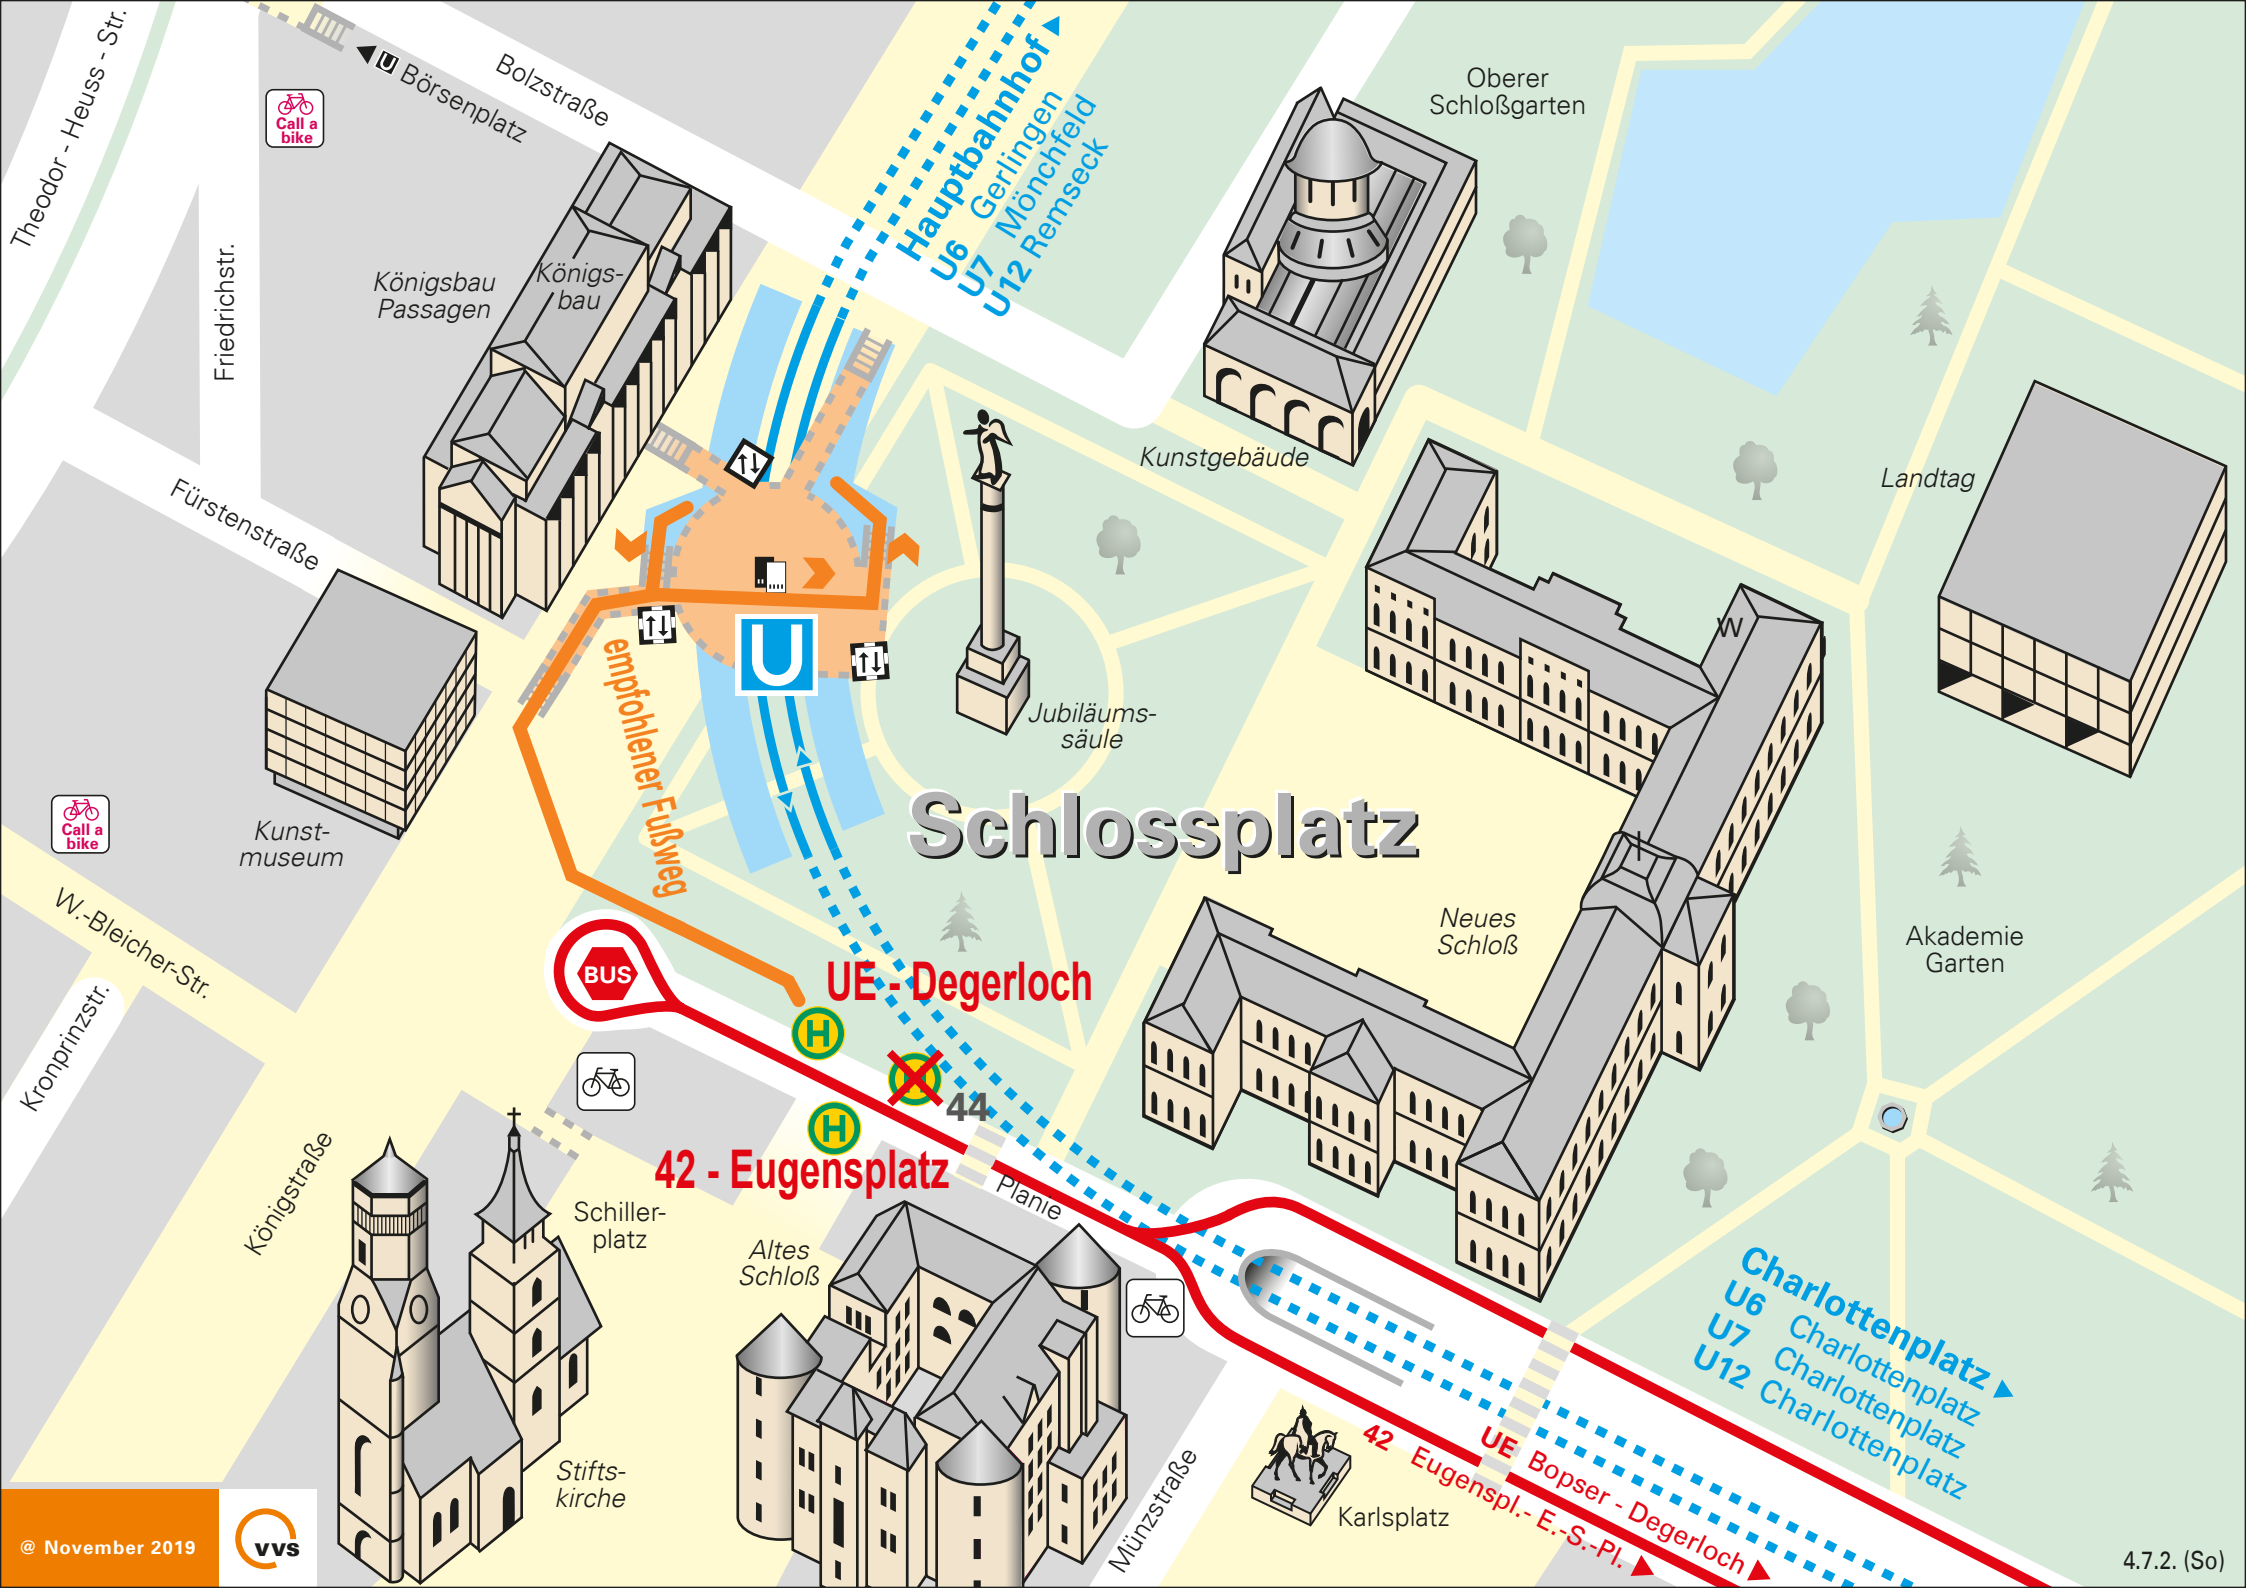 Theodor - Heuss - Str.
U Börsenplatz
Bolzstraße
Call a
bike
Friedrichstr.
Königsbau
Passagen
Königs-
bau
Hauptbahnhof
U6 Gerlingen
U7 Mönchfeld
U12 Remseck
Oberer
Schloßgarten
Kunstgebäude
Landtag
Fürstenstraße
U
W
empfohlener Fußweg
Jubiläums-
säule
Schlossplatz
Kunst-
museum
Call a
bike
W.-Bleicher-Str.
Kronprinzstr.
Neues
Schloß
Akademie
Garten
BUS
UE - Degerloch
H
H
44
H
42 - Eugensplatz
Planie
Königstraße
Schiller-
platz
Altes
Schloß
Stifts-
kirche
Münzstraße
Karlsplatz
Charlottenplatz
U6 Charlottenplatz
U7 Charlottenplatz
U12 Charlottenplatz
42 Eugenspl.- E.-S.-Pl.
UE Bopser - Degerloch
@ November 2019
vvs
4.7.2. (So)